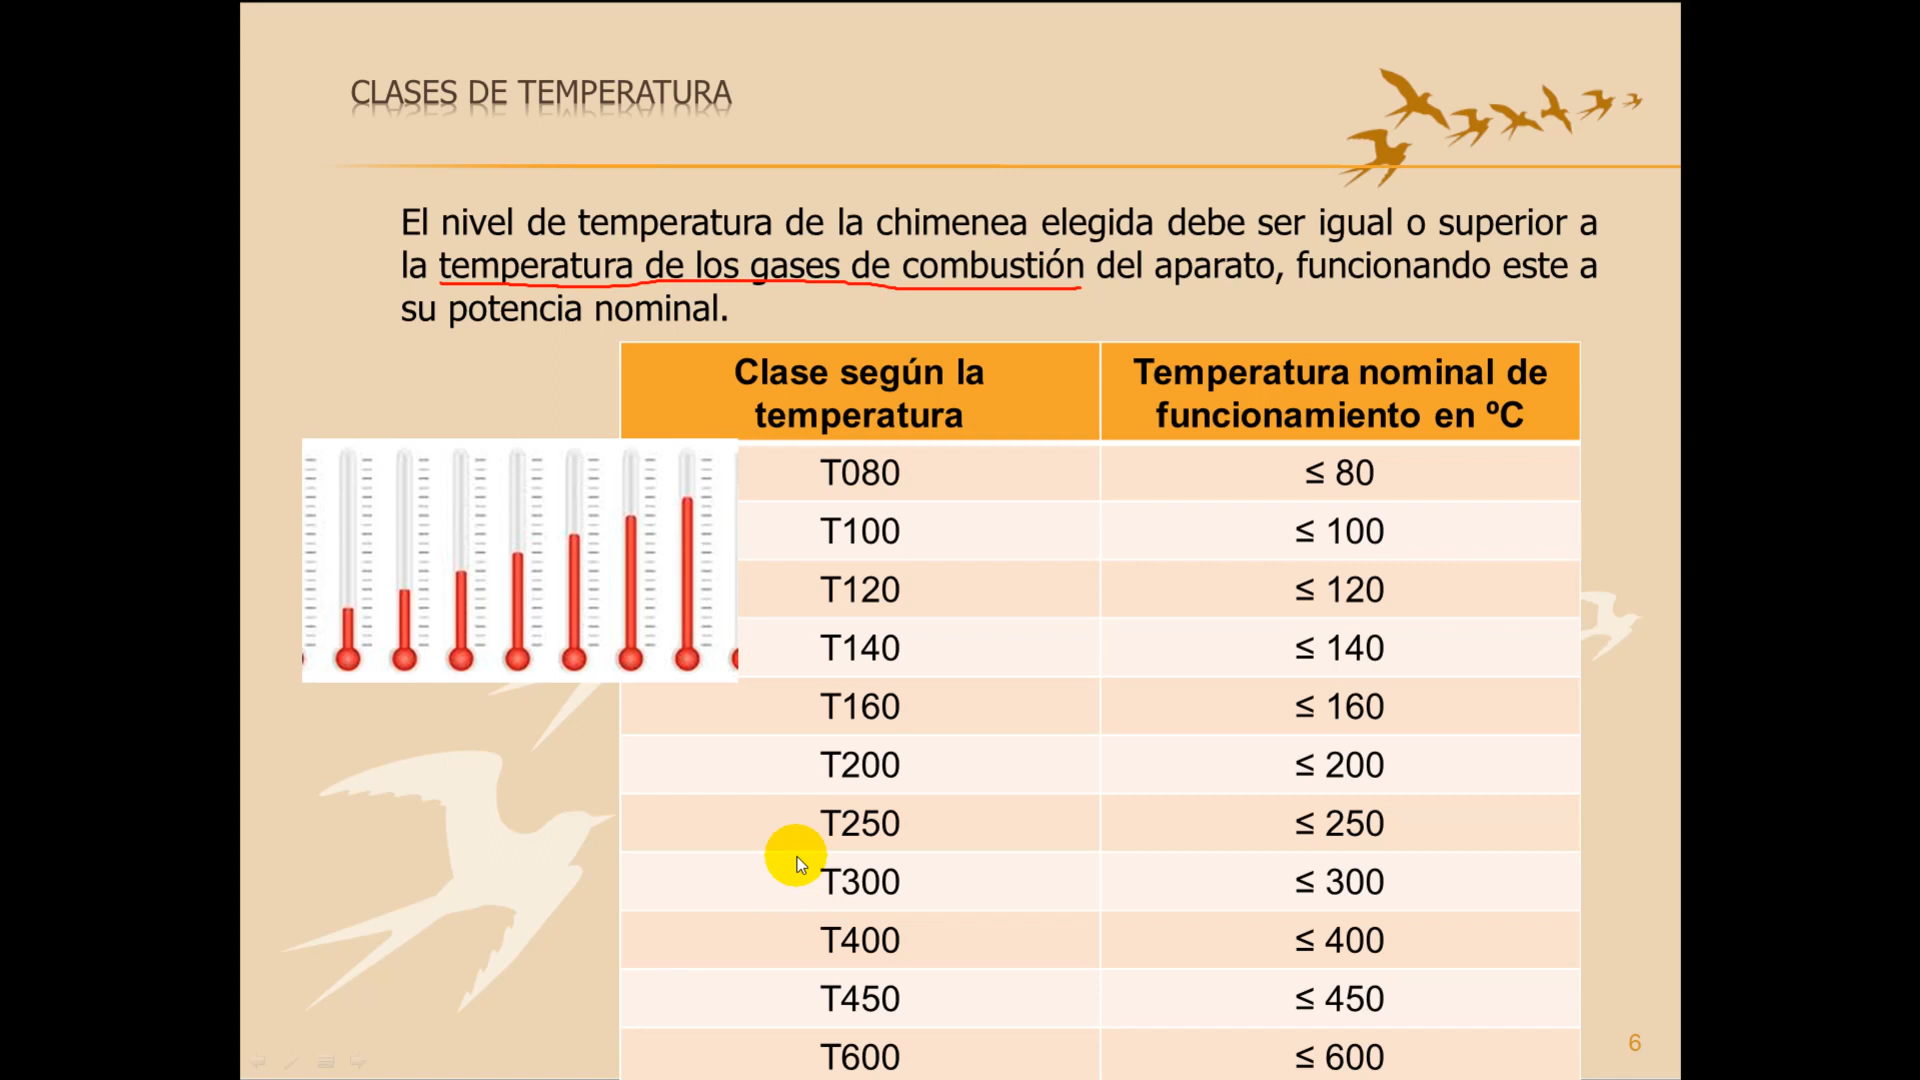 CLASES DE TEMPERATURA
El nivel de temperatura de la chimenea elegida debe ser igual o superior a
la temperatura de los gases de combustión del aparato, funcionando este a
su potencia nominal.
Clase según la temperatura
Temperatura nominal de funcionamiento en ºC
T080 ≤ 80
T100 ≤ 100
T120 ≤ 120
T140 ≤ 140
T160 ≤ 160
T200 ≤ 200
T250 ≤ 250
T300 ≤ 300
T400 ≤ 400
T450 ≤ 450
T600 ≤ 600
6